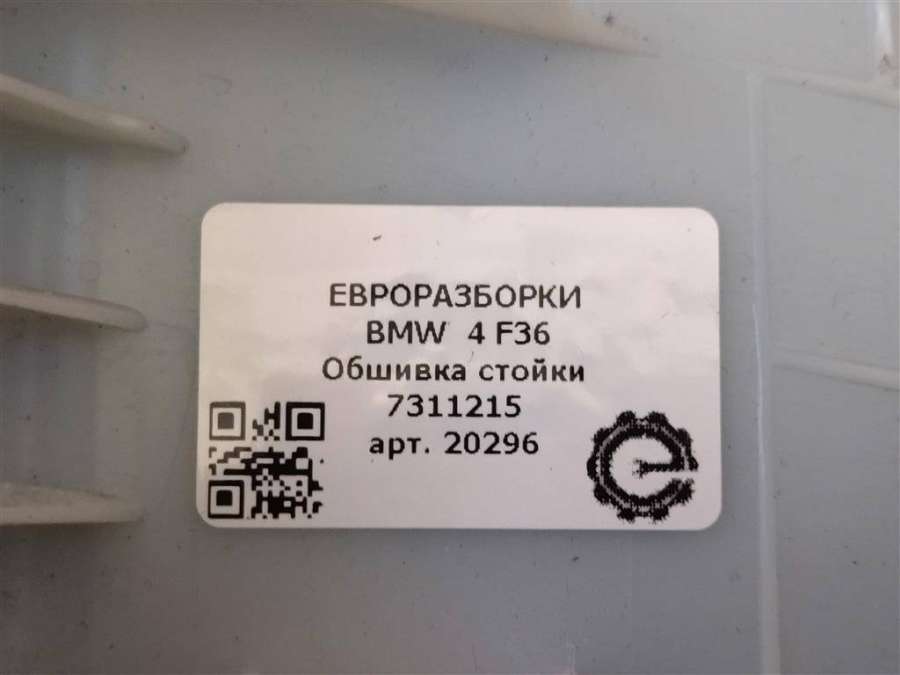 ЕВРОРАЗБОРКИ
BMW 4 F36
Обшивка стойки
7311215
арт. 20296